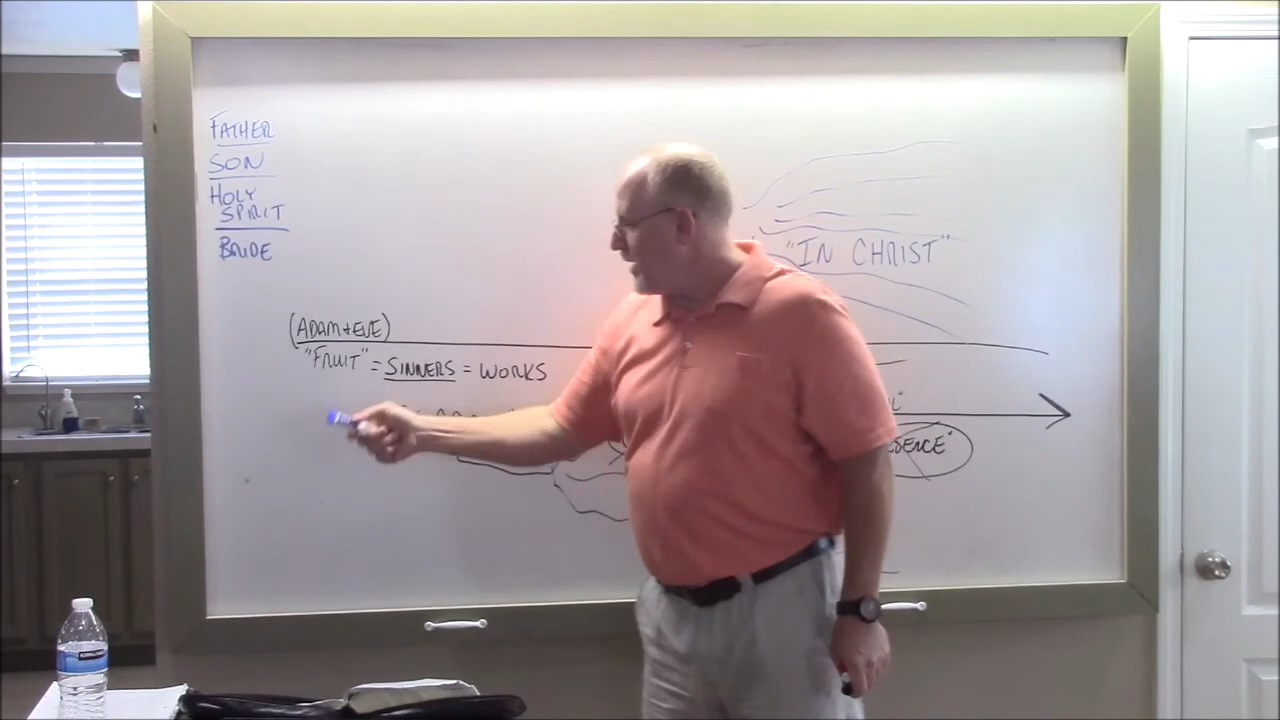 FATHER
SON
HOLY
SPIRIT
BRIDE
"IN CHRIST"
(ADAM + EVE)
"FRUIT" = SINNERS = WORKS